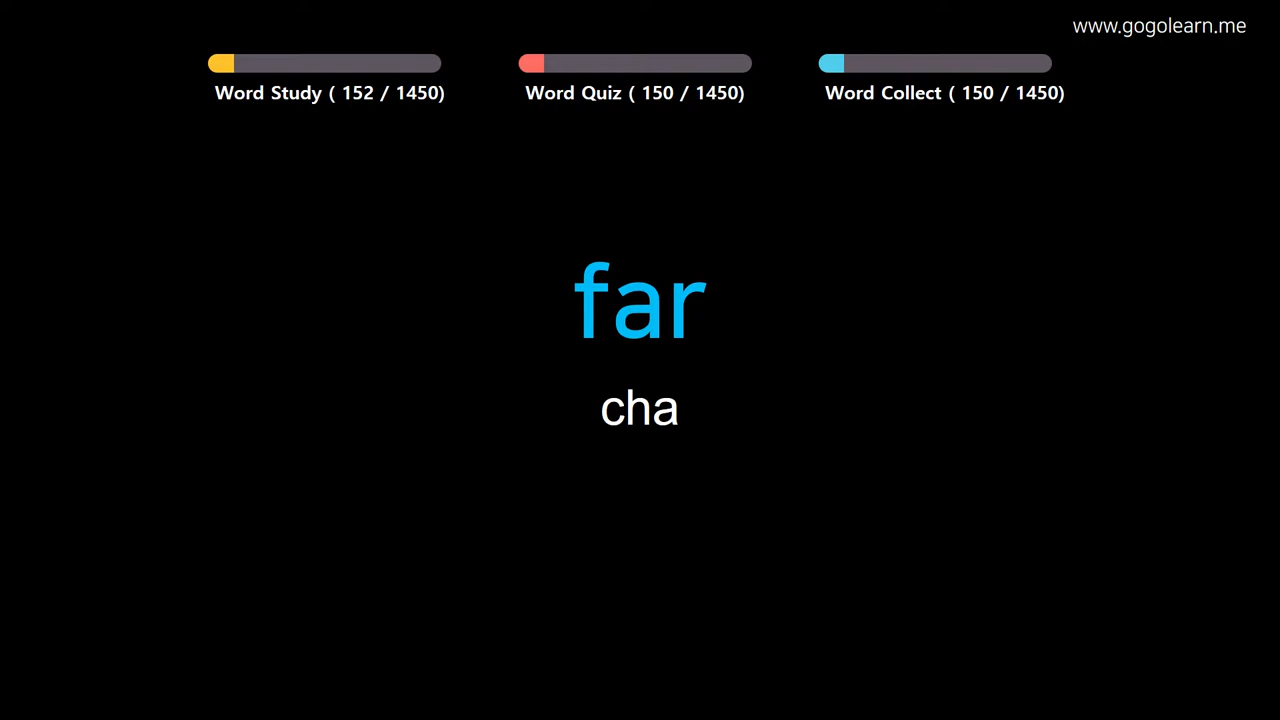 www.gogolearn.me
Word Study ( 152 / 1450)
Word Quiz ( 150 / 1450)
Word Collect ( 150 / 1450)
far
cha